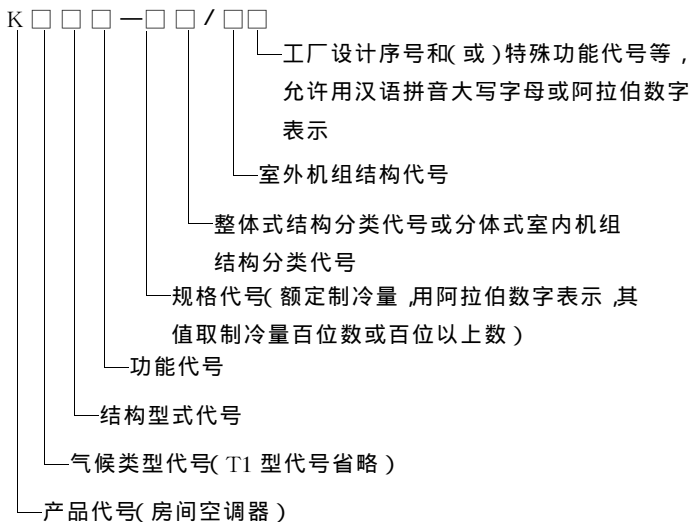 K□□□—□□/□□
工厂设计序号和(或)特殊功能代号等,
允许用汉语拼音大写字母或阿拉伯数字
表示
室外机组结构代号
整体式结构分类代号或分体式室内机组
结构分类代号
规格代号(额定制冷量,用阿拉伯数字表示,其
值取制冷量百位数或百位以上数)
功能代号
结构型式代号
气候类型代号(T1 型代号省略)
产品代号(房间空调器)